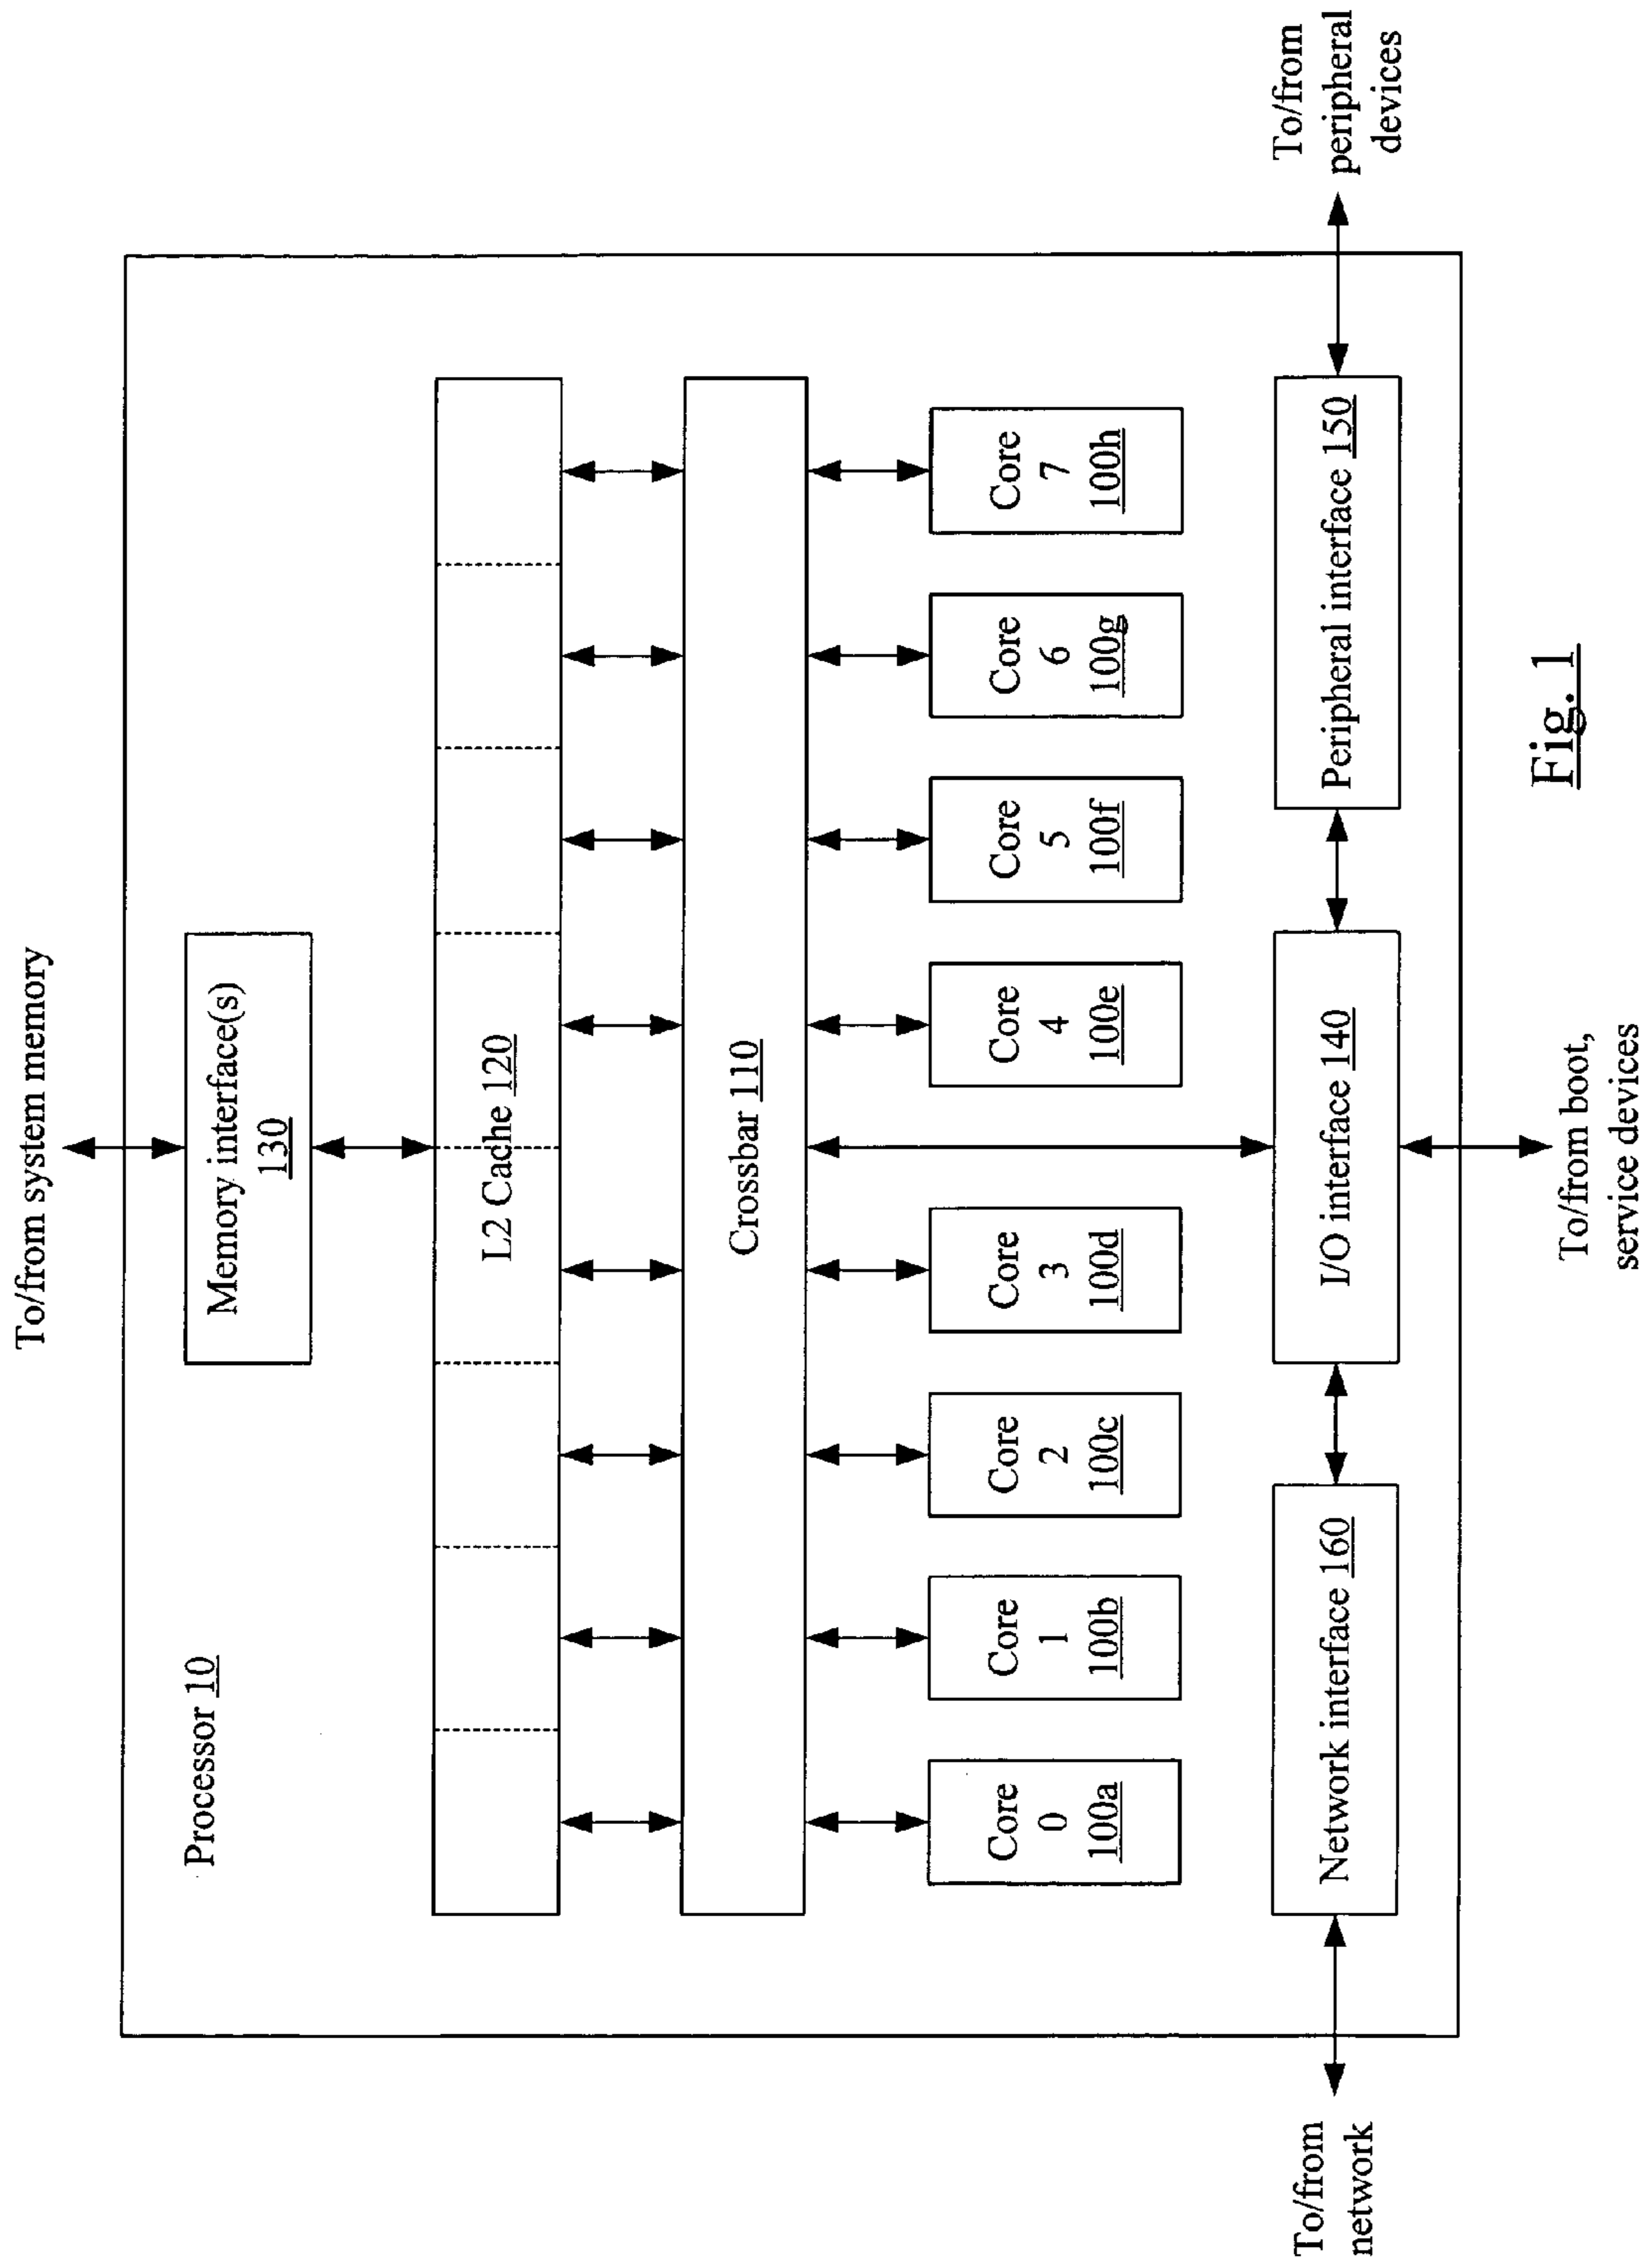 To/from system memory
Processor 10
Memory interface(s)
130
L2 Cache 120
Crossbar 110
Core
0
100a
Core
1
100b
Core
2
100c
Core
3
100d
Core
4
100e
Core
5
100f
Core
6
100g
Core
7
100h
To/from
network
Network interface 160
I/O interface 140
Peripheral interface 150
To/from
peripheral
devices
To/from boot,
service devices
Fig. 1